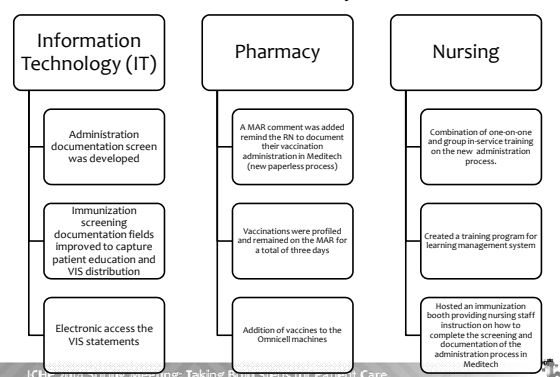 Information
Technology (IT)
Administration
documentation screen
was developed
Immunization
screening
documentation fields
improved to capture
patient education and
VIS distribution
Electronic access the
VIS statements
Pharmacy
A MAR comment was added
remind the RN to document
their vaccination
administration in Meditech
(new paperless process)
Vaccinations were profiled
and remained on the MAR for
a total of three days
Addition of vaccines to the
Omnicell machines
Nursing
Combination of one-on-one
and group in-service training
on the new administration
process.
Created a training program for
learning management system
Hosted an immunization
booth providing nursing staff
instruction on how to
complete the screening and
documentation of the
administration process in
Meditech
Meeting: Taking Patient Care